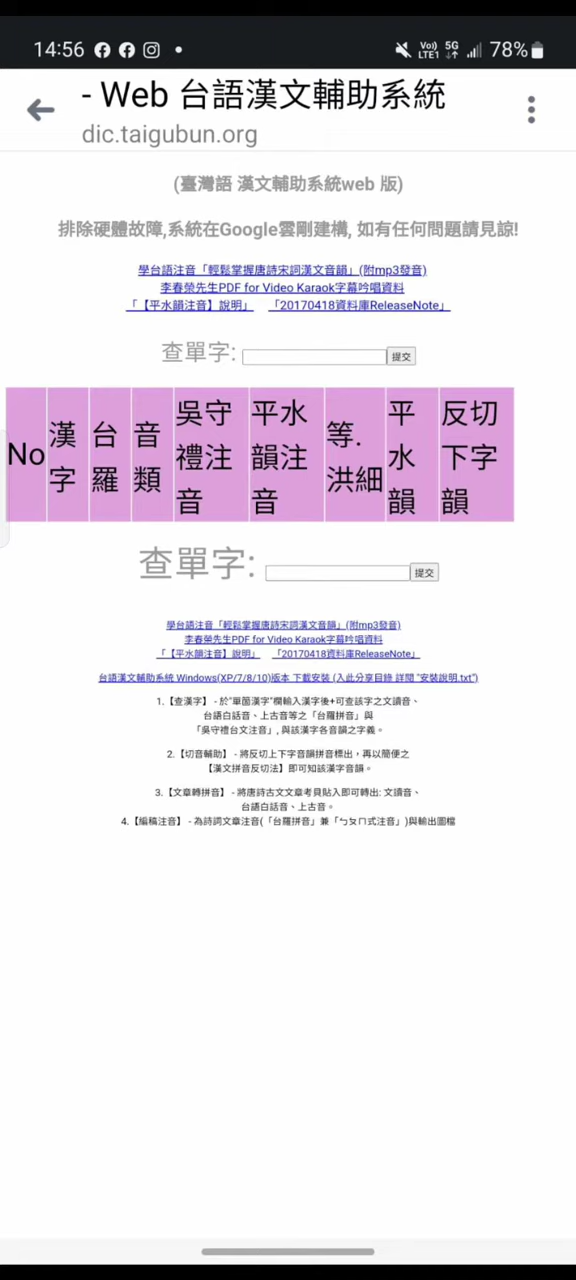 14:56
Vo) LTE1 5G 78%
- Web 台語漢文輔助系統
dic.taigubun.org
(臺灣語 漢文輔助系統web 版)
排除硬體故障,系統在Google雲剛建構, 如有任何問題請見諒!
學台語注音「輕鬆掌握唐詩宋詞漢文音韻」(附mp3發音)
李春榮先生PDF for Video Karaok字幕吟唱資料
「【平水韻注音】說明」 「20170418資料庫ReleaseNote」
查單字: 提交
No 漢字 台羅 音類 吳守禮注音 平水韻注音 等.洪細 平水韻 反切下字韻
查單字: 提交
學台語注音「輕鬆掌握唐詩宋詞漢文音韻」(附mp3發音)
李春榮先生PDF for Video Karaok字幕吟唱資料
「【平水韻注音】說明」 「20170418資料庫ReleaseNote」
台語漢文輔助系統 Windows(XP/7/8/10)版本 下載安裝 (入此分享目錄 詳閱 "安裝說明.txt")
1.【查漢字】 - 於"單箇漢字"欄輸入漢字後+可查該字之文讀音、
台語白話音、上古音等之「台羅拼音」與
「吳守禮台文注音」, 與該漢字各音韻之字義。
2.【切音輔助】 - 將反切上下字音韻拼音標出，再以簡便之
【漢文拼音反切法】即可知該漢字音韻。
3.【文章轉拼音】 - 將唐詩古文文章考貝貼入即可轉出: 文讀音、
台語白話音、上古音。
4.【編稿注音】 - 為詩詞文章注音(「台羅拼音」兼「ㄅㄆㄇ式注音」)與輸出圖檔